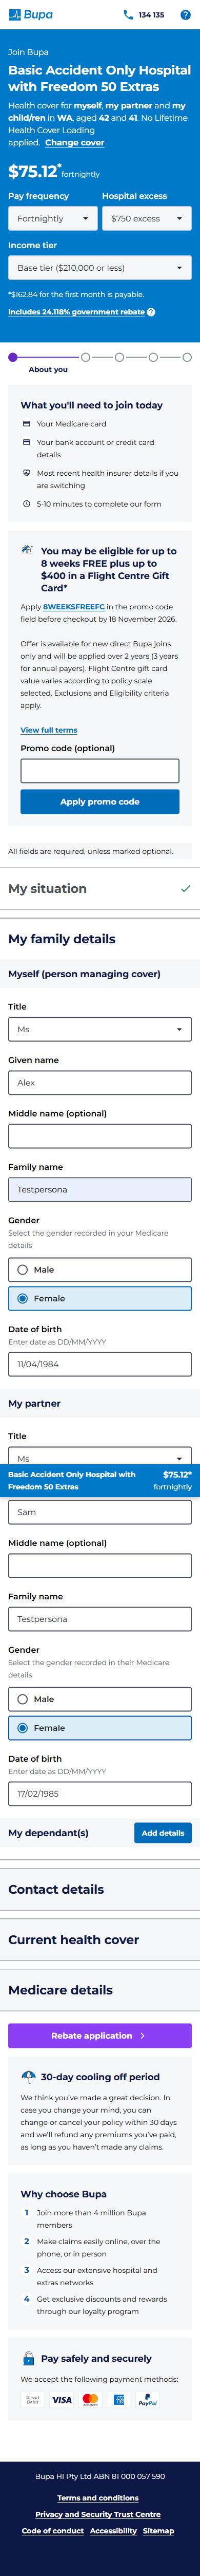 Bupa
134 135
Join Bupa
Basic Accident Only Hospital
with Freedom 50 Extras
Health cover for myself, my partner and my
child/ren in WA, aged 42 and 41. No Lifetime
Health Cover Loading
applied. Change cover
$75.12* fortnightly
Pay frequency
Hospital excess
Fortnightly
$750 excess
Income tier
Base tier ($210,000 or less)
*$162.84 for the first month is payable.
Includes 24.118% government rebate
About you
What you'll need to join today
Your Medicare card
Your bank account or credit card
details
Most recent health insurer details if you
are switching
5-10 minutes to complete our form
You may be eligible for up to
8 weeks FREE plus up to
$400 in a Flight Centre Gift
Card*
Apply 8WEEKSFREEFC in the promo code
field before checkout by 18 November 2026.
Offer is available for new direct Bupa joins
only and will be applied over 2 years (3 years
for annual payers). Flight Centre gift card
value varies according to policy scale
selected. Exclusions and Eligibility criteria
apply.
View full terms
Promo code (optional)
Apply promo code
All fields are required, unless marked optional.
My situation
My family details
Myself (person managing cover)
Title
Ms
Given name
Alex
Middle name (optional)
Family name
Testpersona
Gender
Select the gender recorded in your Medicare
details
Male
Female
Date of birth
Enter date as DD/MM/YYYY
11/04/1984
My partner
Title
Ms
Basic Accident Only Hospital with
Freedom 50 Extras
$75.12*
fortnightly
Sam
Middle name (optional)
Family name
Testpersona
Gender
Select the gender recorded in their Medicare
details
Male
Female
Date of birth
Enter date as DD/MM/YYYY
17/02/1985
My dependant(s)
Add details
Contact details
Current health cover
Medicare details
Rebate application
30-day cooling off period
We think you've made a great decision. In
case you change your mind, you can
change or cancel your policy within 30 days
and we'll refund any premiums you've paid,
as long as you haven't made any claims.
Why choose Bupa
1 Join more than 4 million Bupa
members
2 Make claims easily online, over the
phone, or in person
3 Access our extensive hospital and
extras networks
4 Get exclusive discounts and rewards
through our loyalty program
Pay safely and securely
We accept the following payment methods:
Direct
Debit
VISA
PayPal
Bupa HI Pty Ltd ABN 81 000 057 590
Terms and conditions
Privacy and Security Trust Centre
Code of conduct Accessibility Sitemap